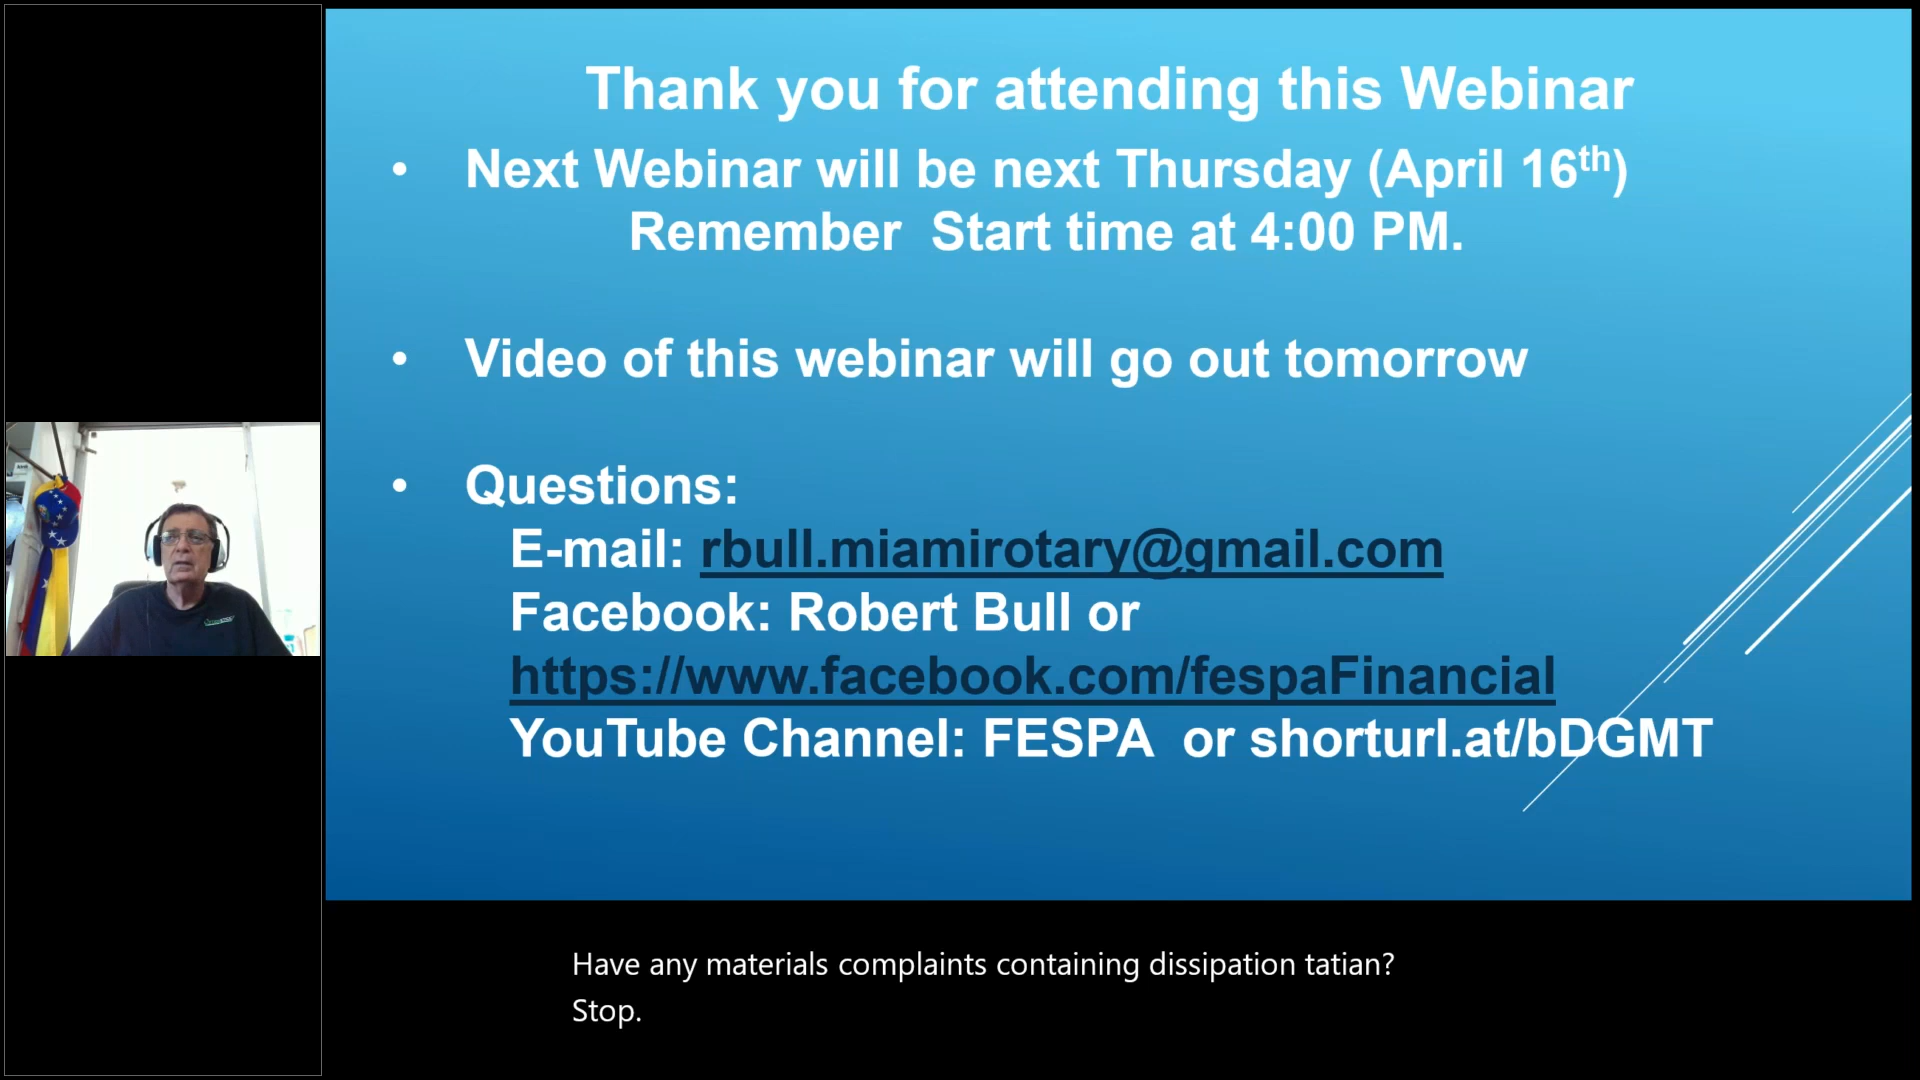 Thank you for attending this Webinar
• Next Webinar will be next Thursday (April 16th)
Remember Start time at 4:00 PM.
• Video of this webinar will go out tomorrow
• Questions:
E-mail: rbull.miamirotary@gmail.com
Facebook: Robert Bull or
https://www.facebook.com/fespaFinancial
YouTube Channel: FESPA or shorturl.at/bDGMT
Have any materials complaints containing dissipation tatian?
Stop.